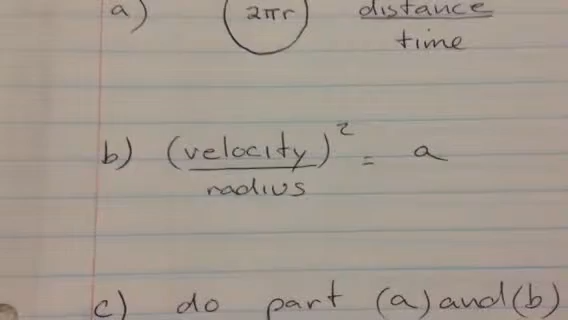 a) 2πr distance
time
b) (velocity)² = a
radius
c) do part (a) and (b)